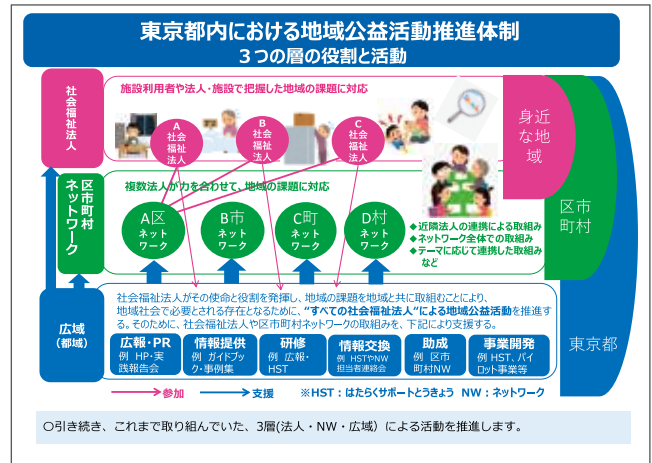 東京都内における地域公益活動推進体制
3つの層の役割と活動
社会福祉法人
施設利用者や法人・施設で把握した地域の課題に対応
A
社会
福祉
法人
B
社会
福祉
法人
C
社会
福祉
法人
身近
な地
域
区市町村
ネットワーク
複数法人が力を合わせて、地域の課題に対応
A区
ネット
ワーク
B市
ネット
ワーク
C町
ネット
ワーク
D村
ネット
ワーク
◆近隣法人の連携による取組み
◆ネットワーク全体での取組み
◆テーマに応じて連携した取組み
など
区市
町村
広域
(都域)
社会福祉法人がその使命と役割を発揮し、地域の課題を地域と共に取組むことにより、
地域社会で必要とされる存在となるために、“すべての社会福祉法人“による地域公益活動を推進す
る。そのために、社会福祉法人や区市町村ネットワークの取組みを、下記により支援する。
広報・PR
例 HP・実
践報告会
情報提供
例 ガイドブッ
ク・事例集
研修
例 広報・
HST
情報交換
例 HSTやNW
担当者連絡会
助成
例 区市
町村NW
事業開発
例 HST、パイ
ロット事業等
東京都
参加
支援
※HST：はたらくサポートとうきょう NW：ネットワーク
〇引き続き、これまで取り組んでいた、3層(法人・NW・広域）による活動を推進します。